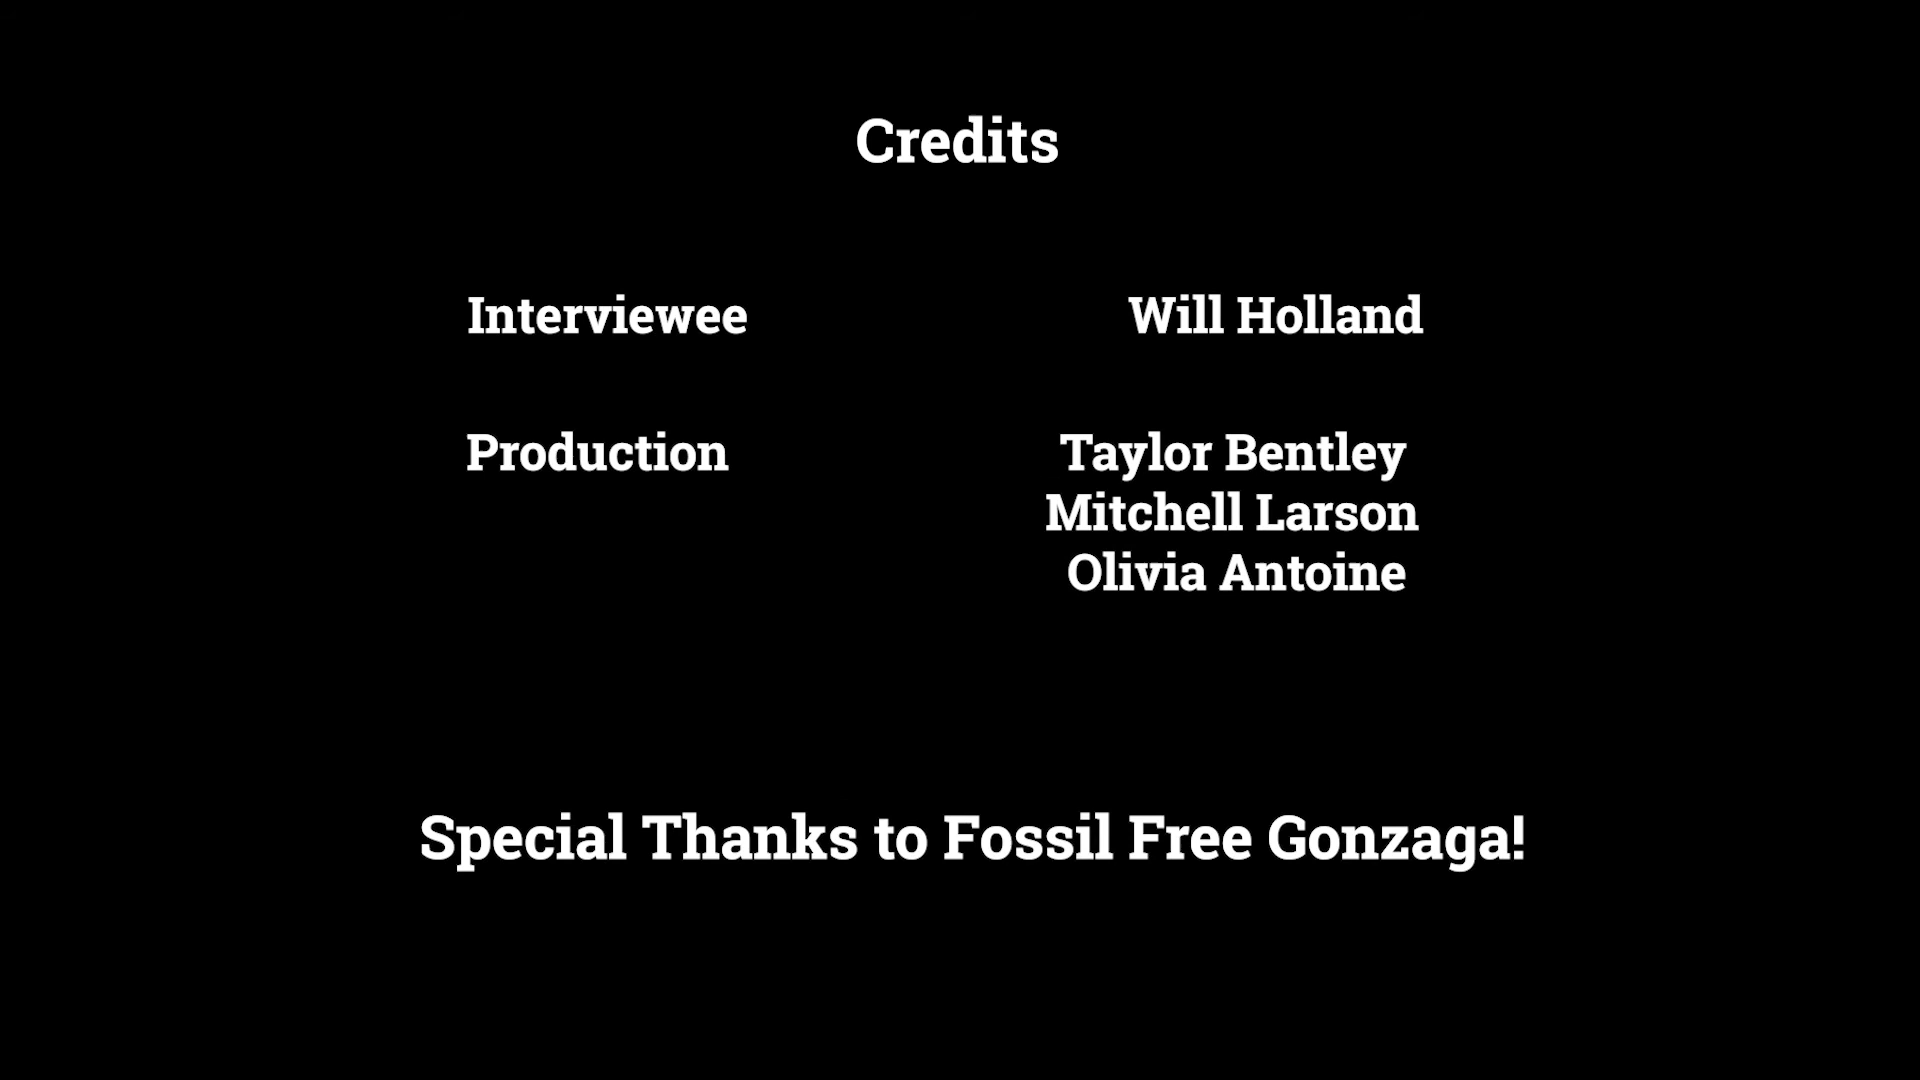 Credits
Interviewee Will Holland
Production Taylor Bentley
Mitchell Larson
Olivia Antoine
Special Thanks to Fossil Free Gonzaga!